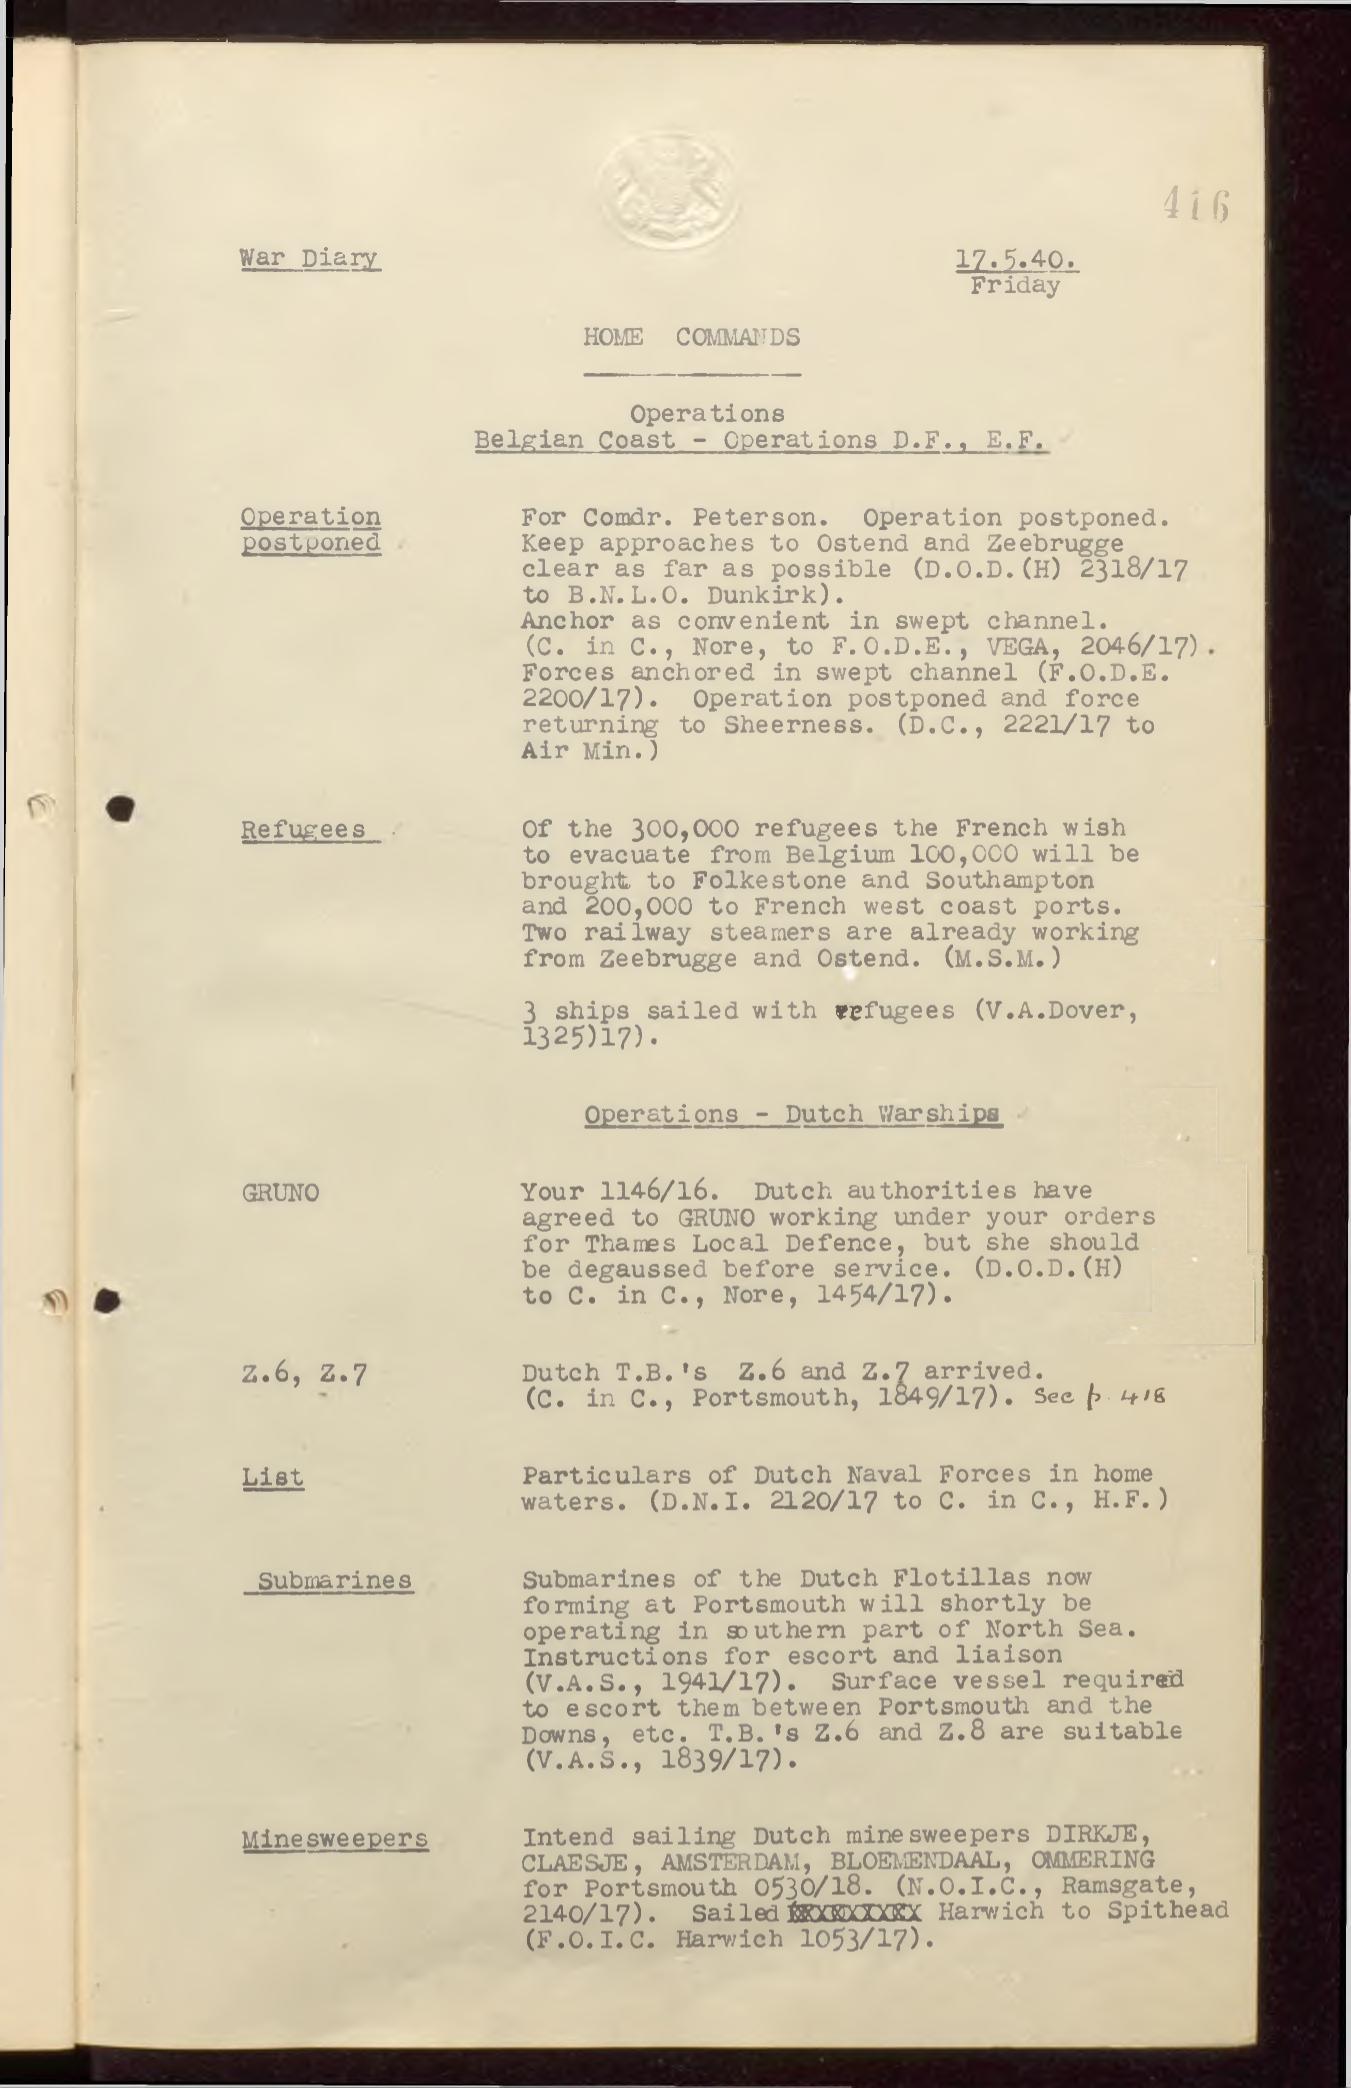 416
War Diary 17.5.40.
Friday
HOME COMMANDS
Operations
Belgian Coast - Operations D.F., E.F.
Operation For Comdr. Peterson. Operation postponed.
postponed Keep approaches to Ostend and Zeebrugge
clear as far as possible (D.O.D.(H) 2318/17
to B.N.L.O. Dunkirk).
Anchor as convenient in swept channel.
(C. in C., Nore, to F.O.D.E., VEGA, 2046/17).
Forces anchored in swept channel (F.O.D.E.
2200/17). Operation postponed and force
returning to Sheerness. (D.C., 2221/17 to
Air Min.)
Refugees Of the 300,000 refugees the French wish
to evacuate from Belgium 100,000 will be
brought to Folkestone and Southampton
and 200,000 to French west coast ports.
Two railway steamers are already working
from Zeebrugge and Ostend. (M.S.M.)
3 ships sailed with refugees (V.A.Dover,
1325)17).
Operations - Dutch Warships
GRUNO Your 1146/16. Dutch authorities have
agreed to GRUNO working under your orders
for Thames Local Defence, but she should
be degaussed before service. (D.O.D.(H)
to C. in C., Nore, 1454/17).
Z.6, Z.7 Dutch T.B.'s Z.6 and Z.7 arrived.
(C. in C., Portsmouth, 1849/17). See p. 418
List Particulars of Dutch Naval Forces in home
waters. (D.N.I. 2120/17 to C. in C., H.F.)
Submarines Submarines of the Dutch Flotillas now
forming at Portsmouth will shortly be
operating in southern part of North Sea.
Instructions for escort and liaison
(V.A.S., 1941/17). Surface vessel required
to escort them between Portsmouth and the
Downs, etc. T.B.'s Z.6 and Z.8 are suitable
(V.A.S., 1839/17).
Minesweepers Intend sailing Dutch minesweepers DIRKJE,
CLAESJE, AMSTERDAM, BLOEMENDAAL, OMMERING
for Portsmouth 0530/18. (N.O.I.C., Ramsgate,
2140/17). Sailed Harwich to Spithead
(F.O.I.C. Harwich 1053/17).